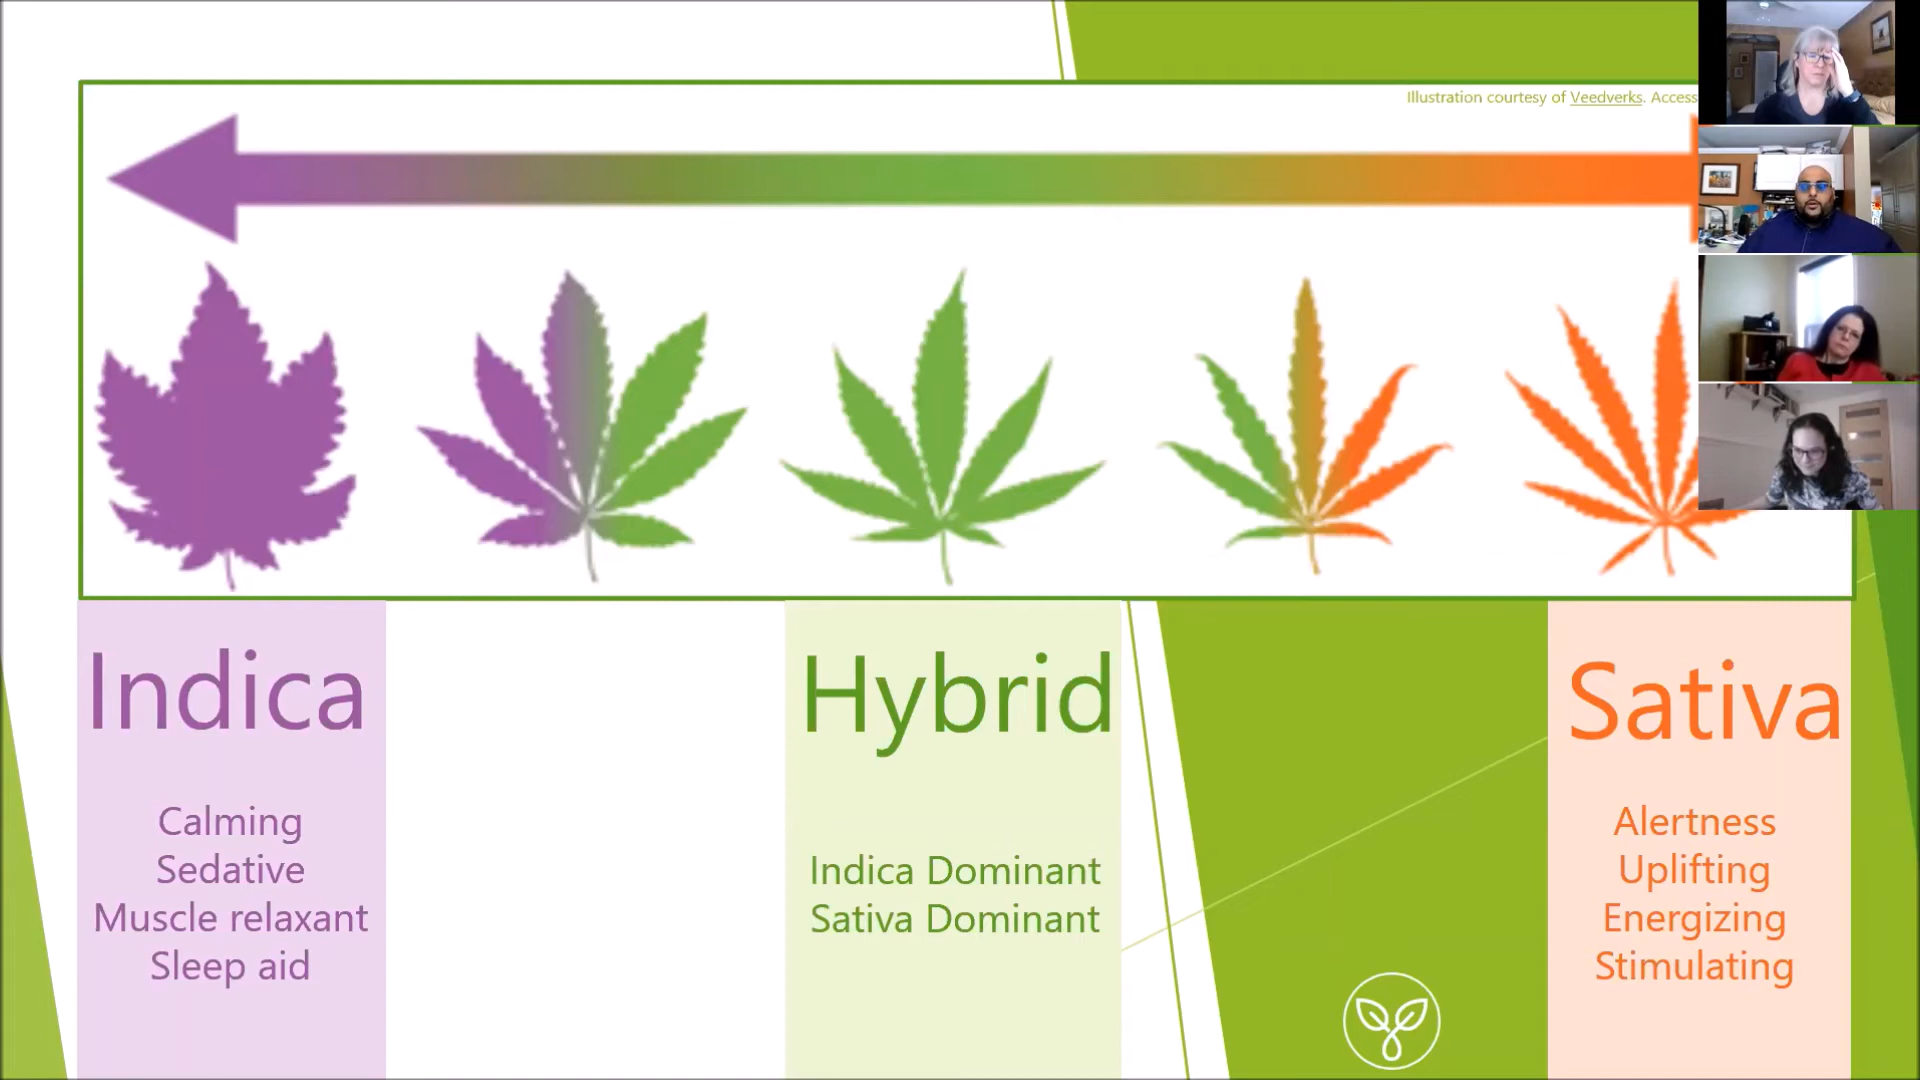 Illustration courtesy of Veedverks. Access
Indica
Calming
Sedative
Muscle relaxant
Sleep aid
Hybrid
Indica Dominant
Sativa Dominant
Sativa
Alertness
Uplifting
Energizing
Stimulating